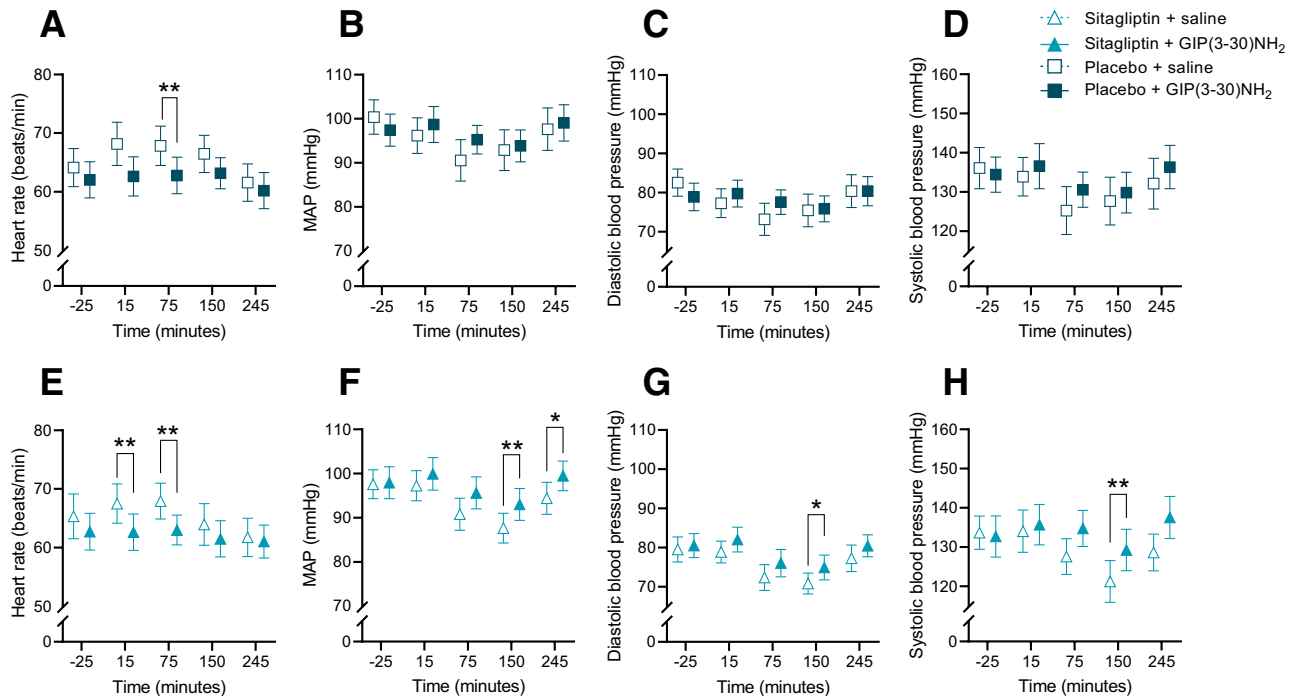 A
B
C
D
Sitagliptin + saline
Sitagliptin + GIP(3-30)NH2
Placebo + saline
Placebo + GIP(3-30)NH2
Heart rate (beats/min)
80
70
60
50
0
**
-25 15 75 150 245
Time (minutes)
MAP (mmHg)
110
100
90
80
70
0
-25 15 75 150 245
Time (minutes)
Diastolic blood pressure (mmHg)
110
100
90
80
70
0
-25 15 75 150 245
Time (minutes)
Systolic blood pressure (mmHg)
160
150
140
130
120
0
-25 15 75 150 245
Time (minutes)
E
F
G
H
Heart rate (beats/min)
80
70
60
50
0
** **
-25 15 75 150 245
Time (minutes)
MAP (mmHg)
110
100
90
80
70
0
** *
-25 15 75 150 245
Time (minutes)
Diastolic blood pressure (mmHg)
110
100
90
80
70
0
*
-25 15 75 150 245
Time (minutes)
Systolic blood pressure (mmHg)
160
150
140
130
120
0
**
-25 15 75 150 245
Time (minutes)